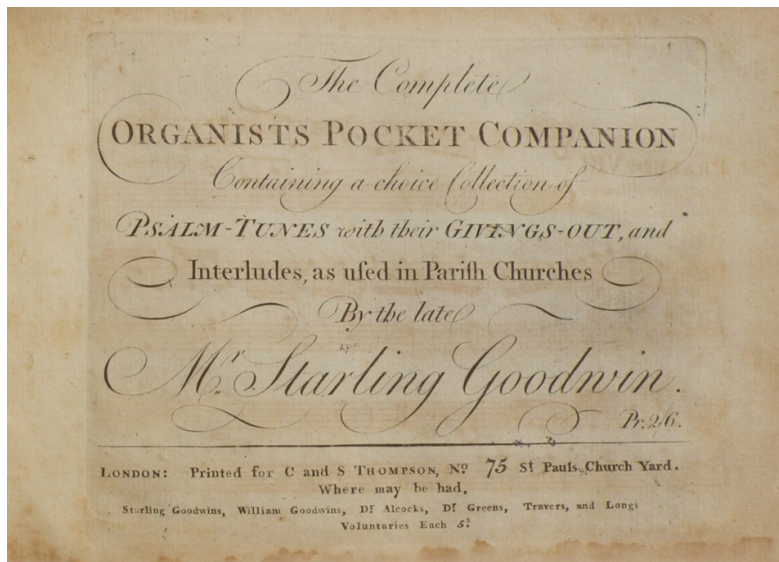 1
The Complete
ORGANISTS POCKET COMPANION
Containing a choice Collection of
PSALM-TUNES with their GIVINGS-OUT, and
Interludes, as uſed in Pariſh Churches
By the late
Mr. Starling Goodwin.
Pr. 2/6.
LONDON: Printed for C and S THOMPSON, No. 75 St. Pauls Church Yard.
Where may be had,
Starling Goodwins, William Goodwins, Dr. Alcocks, Dr. Greens, Travers, and Longs
Voluntaries Each 5s.